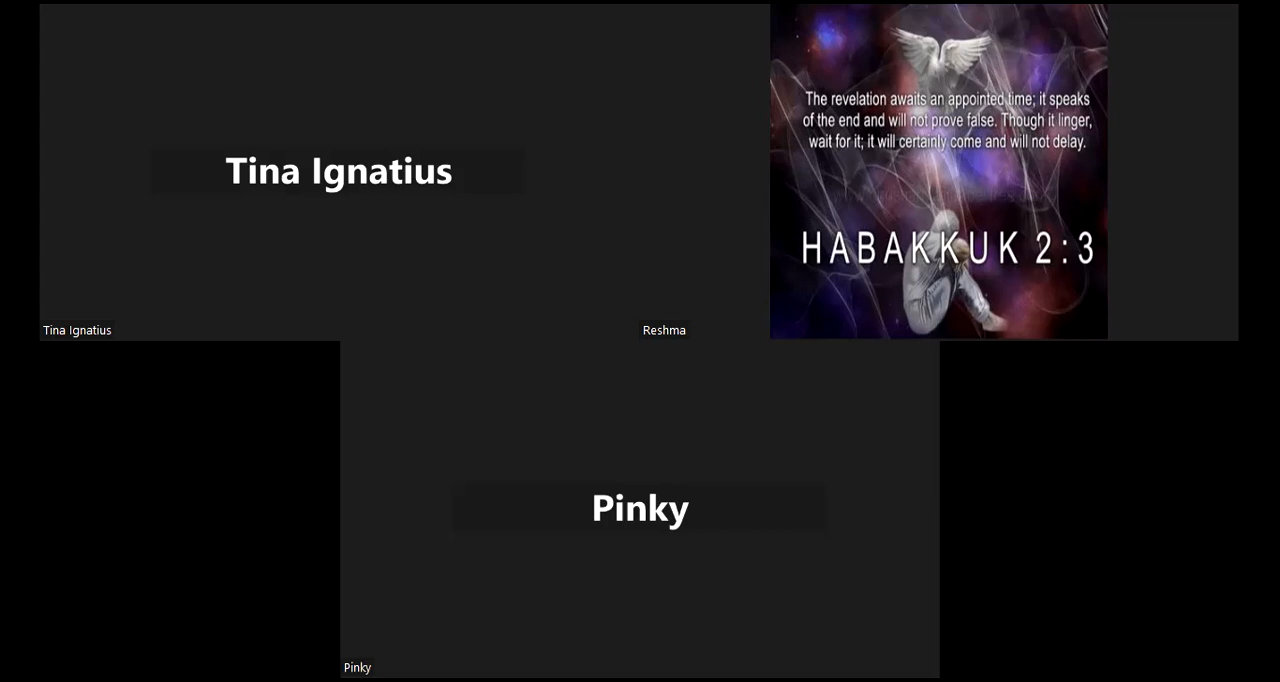 Tina Ignatius
Tina Ignatius
The revelation awaits an appointed time; it speaks
of the end and will not prove false. Though it linger,
wait for it; it will certainly come and will not delay.
HABAKKUK 2:3
Reshma
Pinky
Pinky